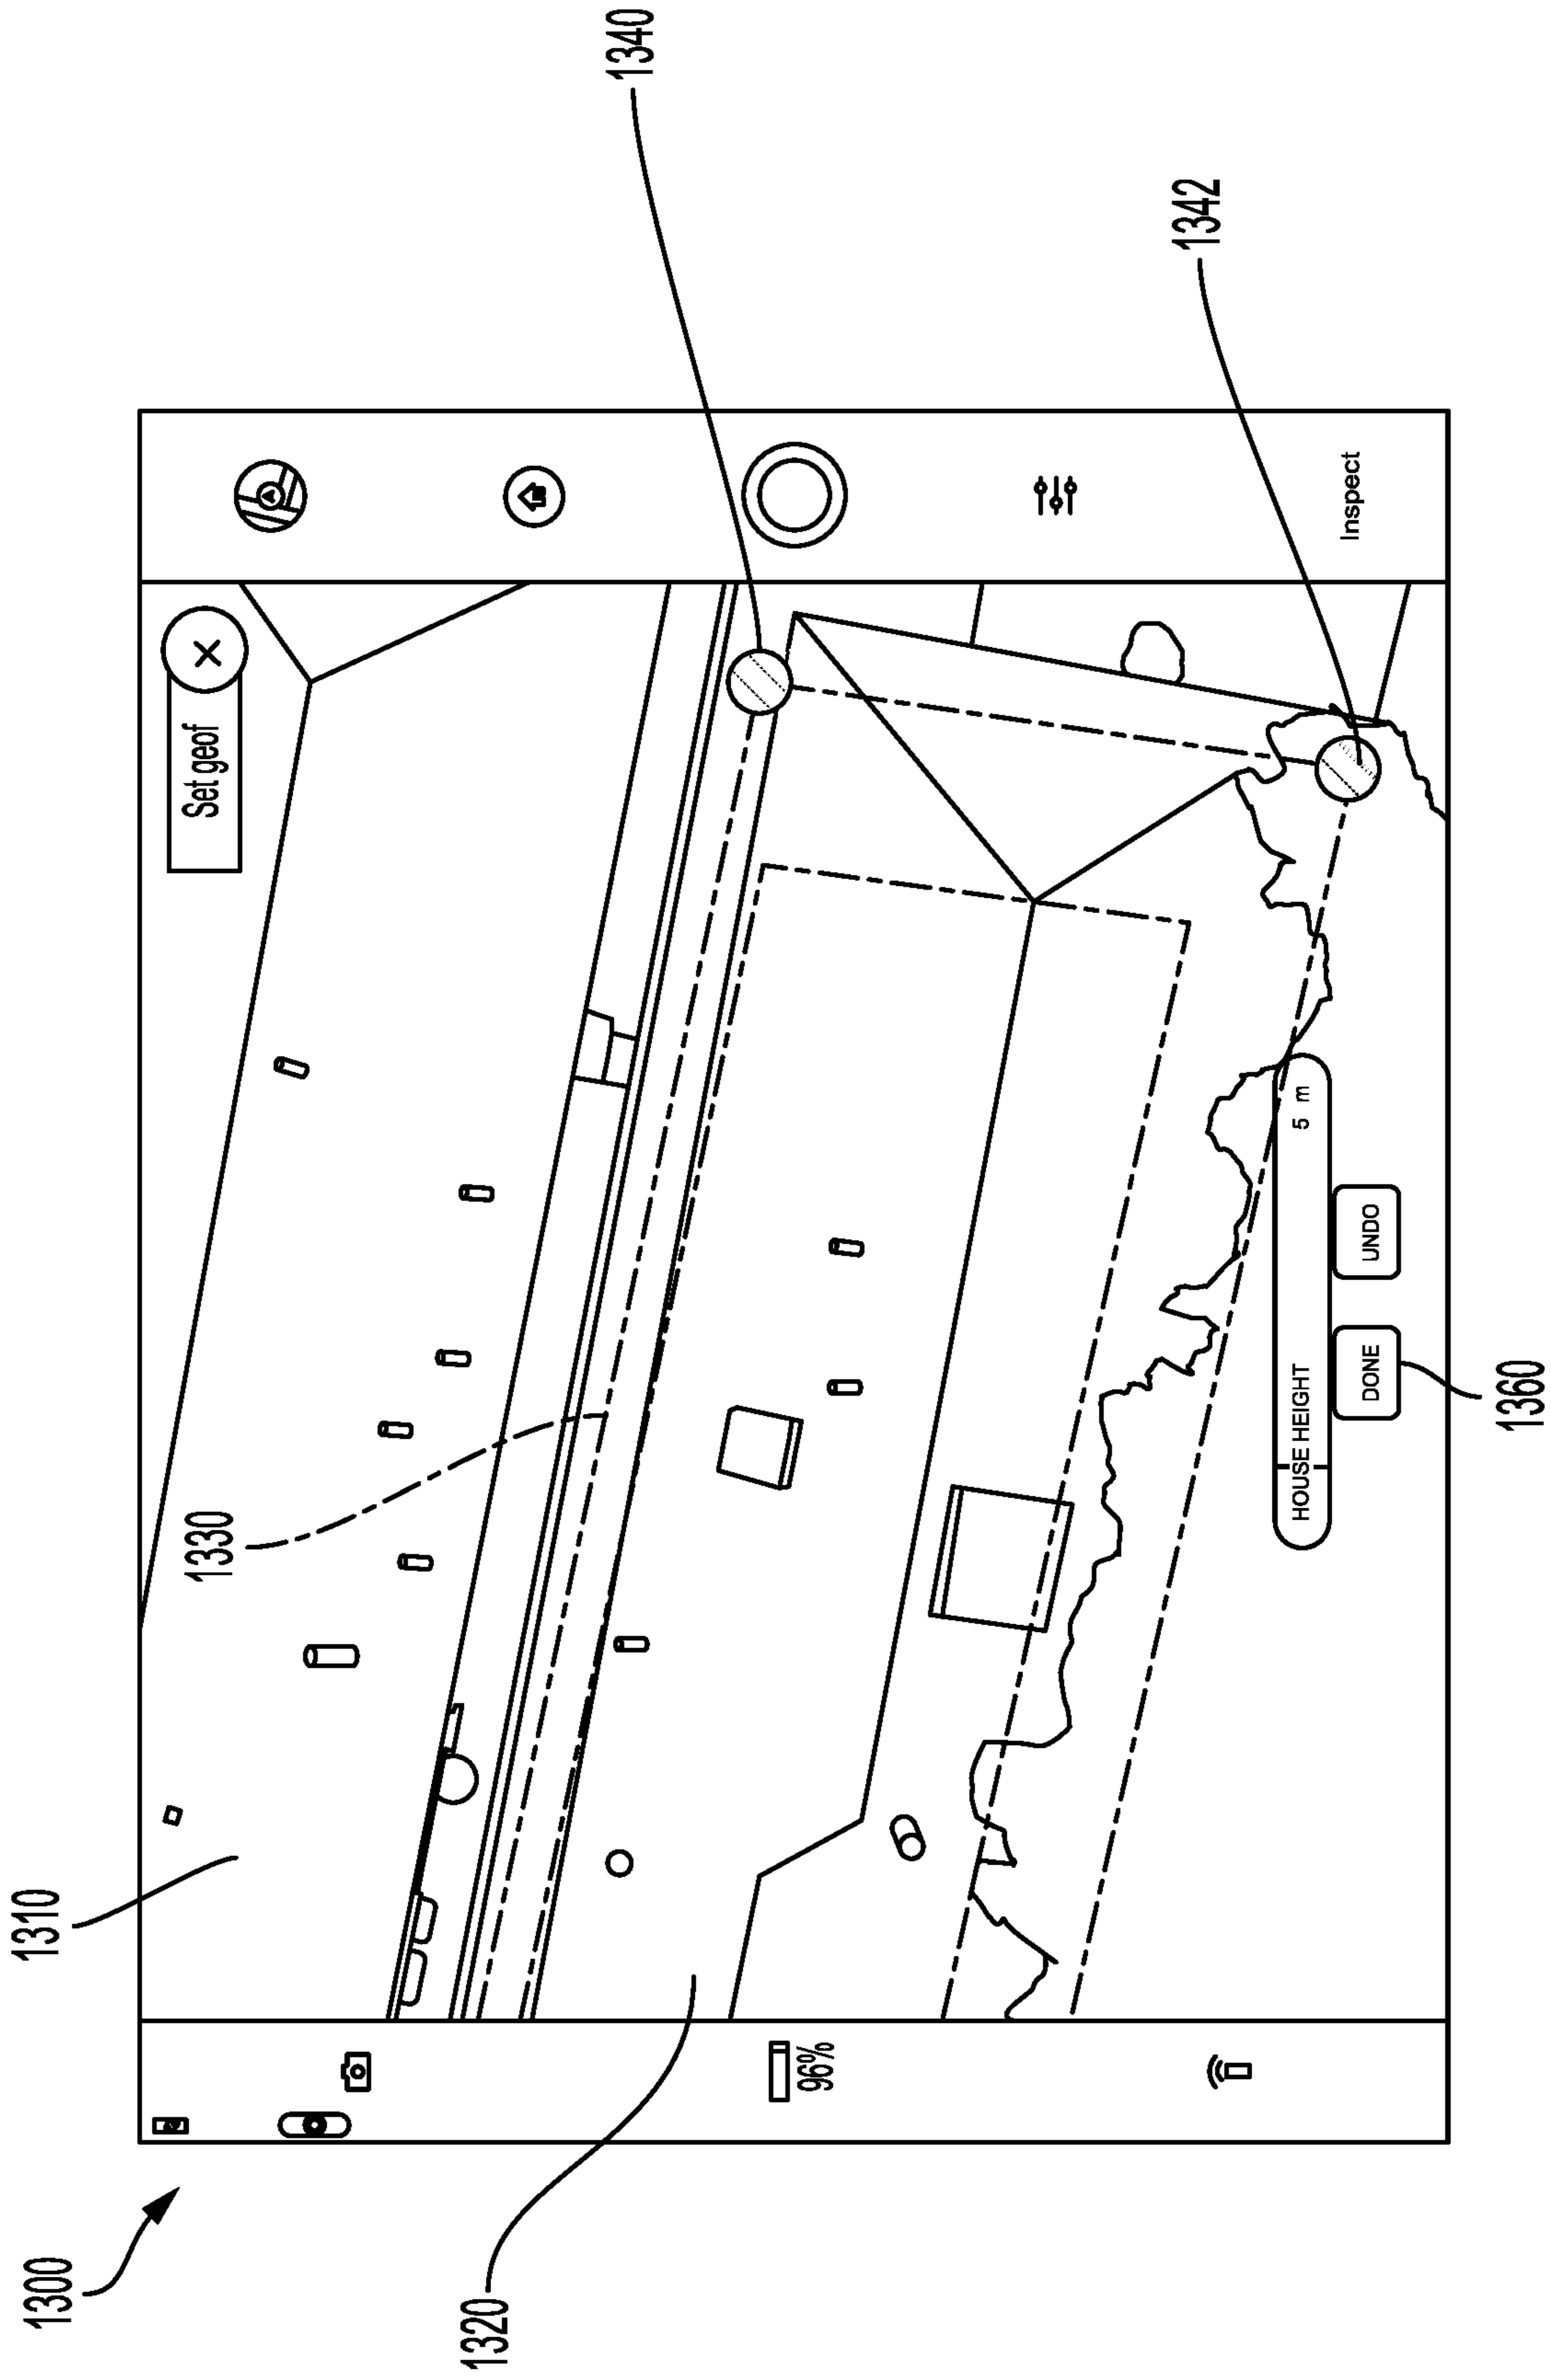 1300
1310
1320
1330
1340
1342
1360
Set geof
×
96%
HOUSE HEIGHT 5 m
DONE
UNDO
Inspect